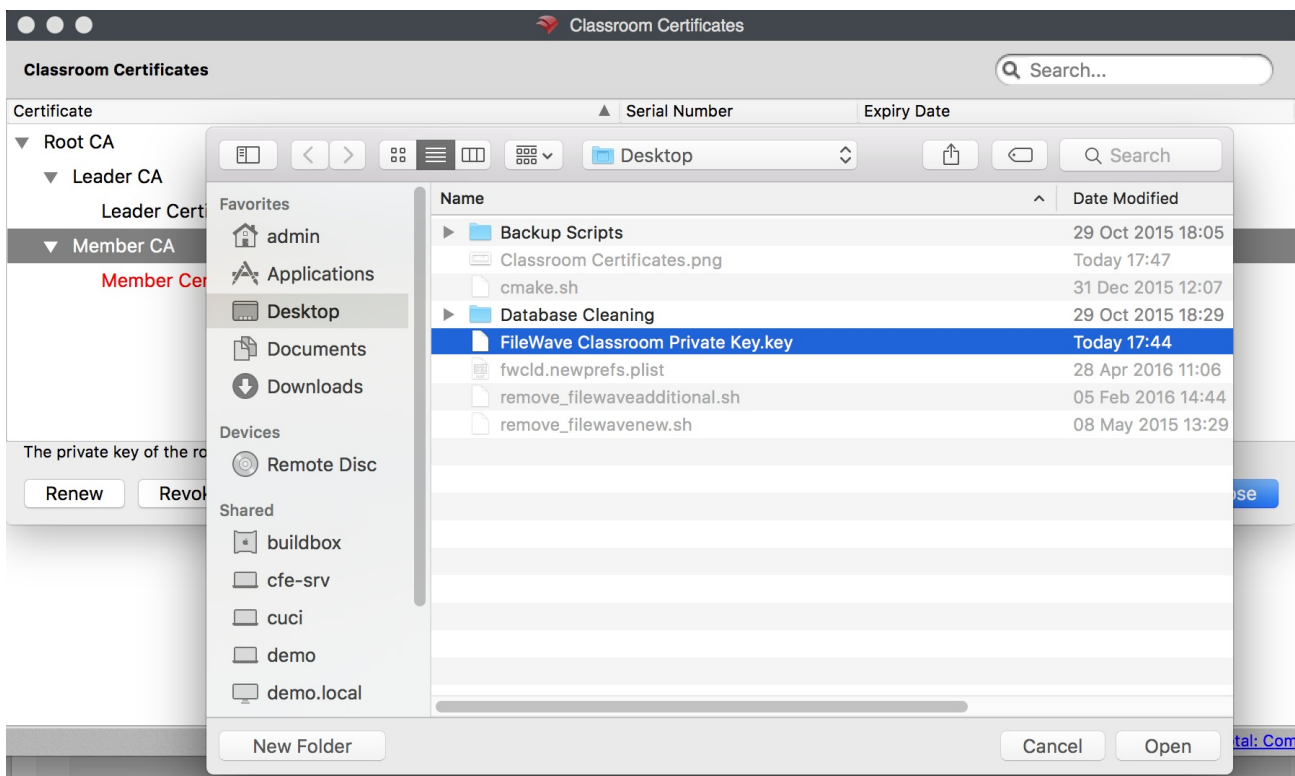 Classroom Certificates
Classroom Certificates
Search...
Certificate Serial Number Expiry Date
Root CA
Leader CA
Leader Certi
Member CA
Member Cer
The private key of the ro
Renew Revok ose
Desktop Search
Favorites
admin
Applications
Desktop
Documents
Downloads
Devices
Remote Disc
Shared
buildbox
cfe-srv
cuci
demo
demo.local
Name Date Modified
Backup Scripts 29 Oct 2015 18:05
Classroom Certificates.png Today 17:47
cmake.sh 31 Dec 2015 12:07
Database Cleaning 29 Oct 2015 18:29
FileWave Classroom Private Key.key Today 17:44
fwcld.newprefs.plist 28 Apr 2016 11:06
remove_filewaveadditional.sh 05 Feb 2016 14:44
remove_filewavenew.sh 08 May 2015 13:29
New Folder Cancel Open
tal: Com